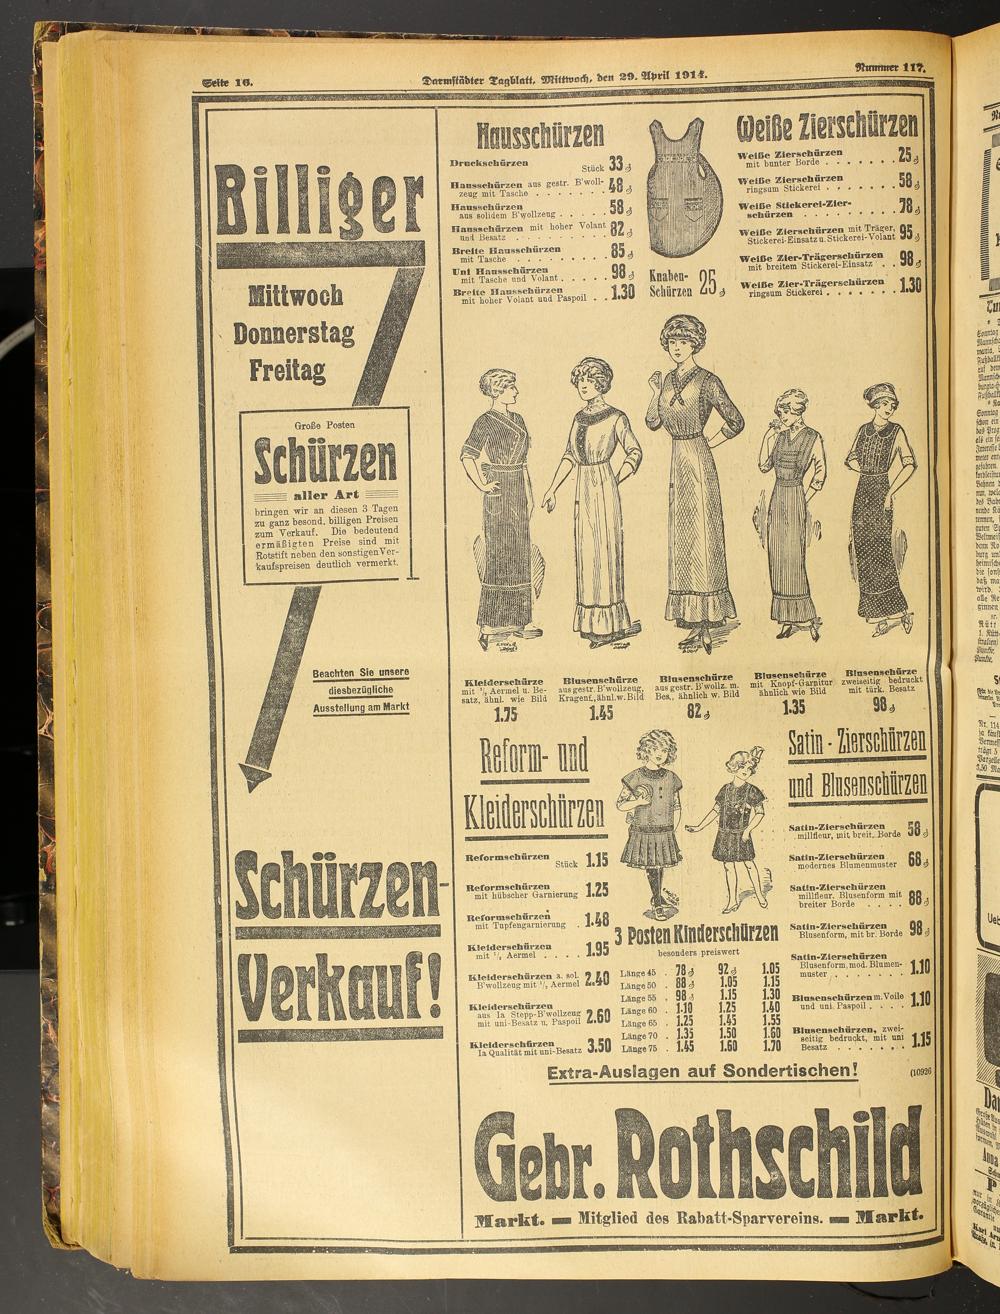 Seite 16.
Darmstädter Tagblatt, Mittwoch, den 29. April 1914.
Nummer 117.
Billiger
Mittwoch
Donnerstag
Freitag
Große Posten
Schürzen
aller Art
bringen wir an diesen 3 Tagen
zu ganz besond. billigen Preisen
zum Verkauf. Die bedeutend
ermäßigten Preise sind mit
Rotstift neben den sonstigen Ver-
kaufspreisen deutlich vermerkt.
Beachten Sie unsere
diesbezügliche
Ausstellung am Markt
Schürzen-
Verkauf!
Hausschürzen
Druckschürzen
Stück 33 ₰
Hausschürzen aus gestr. B'woll-
zeug mit Tasche . . . . . . . 48 ₰
Hausschürzen
aus solidem B'wollzeug . . . . 58 ₰
Hausschürzen mit hoher Volant
und Besatz . . . . . . . . . 82 ₰
Breite Hausschürzen
mit Tasche . . . . . . . . . 85 ₰
Uni Hausschürzen
mit Tasche und Volant . . . . 98 ₰
Breite Hausschürzen
mit hoher Volant und Paspoil . . 1.30
Knaben-
Schürzen 25 ₰
Weiße Zierschürzen
Weiße Zierschürzen
mit bunter Borde . . . . . . . 25 ₰
Weiße Zierschürzen
ringsum Stickerei . . . . . . . 58 ₰
Weiße Stickerei-Zier-
schürzen . . . . . . . . . 78 ₰
Weiße Zierschürzen mit Träger,
Stickerei-Einsatz u. Stickerei-Volant 95 ₰
Weiße Zier-Trägerschürzen
mit breitem Stickerei-Einsatz . . 98 ₰
Weiße Zier-Trägerschürzen
ringsum Stickerei . . . . . . . 1.30
Kleiderschürze
mit ½ Aermel u. Be-
satz, ähnl. wie Bild
1.75
Blusenschürze
aus gestr. B'wollzeug,
Kragenf., ähnl. w. Bild
1.45
Blusenschürze
aus gestr. B'wollz. m.
Bes., ähnlich w. Bild
82 ₰
Blusenschürze
mit Knopf-Garnitur
ähnlich wie Bild
1.35
Blusenschürze
zweiseitig bedruckt
mit türk. Besatz
98 ₰
Reform- und
Kleiderschürzen
Reformschürzen
Stück 1.15
Reformschürzen
mit hübscher Garnierung 1.25
Reformschürzen
mit Tupfengarnierung . 1.48
Kleiderschürzen
mit ½ Aermel . . . . 1.95
Kleiderschürzen a. sol.
B'wollzeug mit ½ Aermel 2.40
Kleiderschürzen
aus 1a Stepp-B'wollzeug
mit uni-Besatz u. Paspoil 2.60
Kleiderschürzen
1a Qualität mit uni-Besatz 3.50
3 Posten Kinderschürzen
besonders preiswert
Länge 45 . 78 ₰ 92 ₰ 1.05
Länge 50 . 88 ₰ 1.05 1.15
Länge 55 . 98 ₰ 1.15 1.30
Länge 60 . 1.10 1.25 1.40
Länge 65 . 1.25 1.45 1.55
Länge 70 . 1.35 1.50 1.60
Länge 75 . 1.45 1.60 1.70
Satin-Zierschürzen
und Blusenschürzen
Satin-Zierschürzen
millfleur, mit breit. Borde 58 ₰
Satin-Zierschürzen
modernes Blumenmuster 68 ₰
Satin-Zierschürzen
millfleur, Blusenform mit
breiter Borde . . . . 88 ₰
Satin-Zierschürzen
Blusenform, mit br. Borde 98 ₰
Satin-Zierschürzen
Blusenform, mod. Blumen-
muster . . . . . . . 1.10
Blusenschürzen m. Voile
und uni Paspoil . . . . 1.10
Blusenschürzen, zwei-
seitig bedruckt, mit uni
Besatz . . . . . . . 1.15
Extra-Auslagen auf Sondertischen!
(10926
Gebr. Rothschild
Markt. — Mitglied des Rabatt-Sparvereins. — Markt.